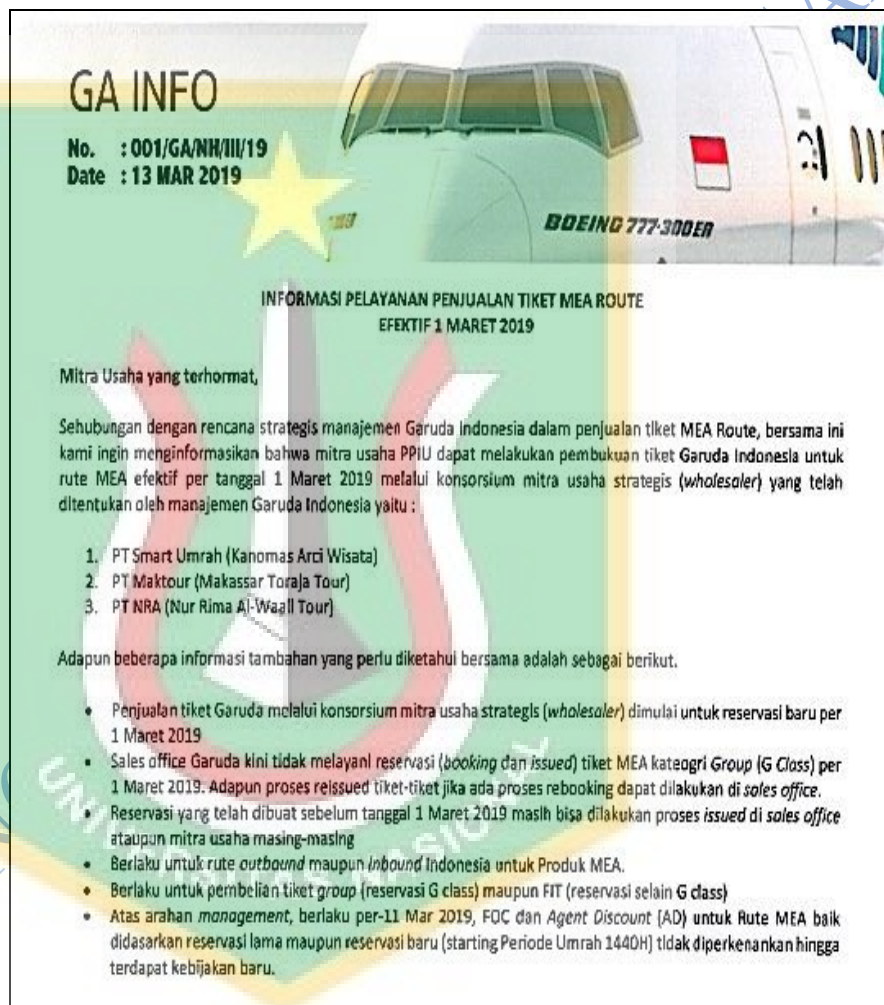 GA INFO
No. : 001/GA/NH/III/19
Date : 13 MAR 2019
BOEING 777-300ER
INFORMASI PELAYANAN PENJUALAN TIKET MEA ROUTE
EFEKTIF 1 MARET 2019
Mitra Usaha yang terhormat,
Sehubungan dengan rencana strategis manajemen Garuda Indonesia dalam penjualan tiket MEA Route, bersama ini
kami ingin menginformasikan bahwa mitra usaha PPIU dapat melakukan pembukuan tiket Garuda Indonesia untuk
rute MEA efektif per tanggal 1 Maret 2019 melalui konsorsium mitra usaha strategis (wholesaler) yang telah
ditentukan oleh manajemen Garuda Indonesia yaitu :
1. PT Smart Umrah (Kanomas Arci Wisata)
2. PT Maktour (Makassar Toraja Tour)
3. PT NRA (Nur Rima Al-Waali Tour)
Adapun beberapa informasi tambahan yang perlu diketahui bersama adalah sebagai berikut.
• Penjualan tiket Garuda melalui konsorsium mitra usaha strategis (wholesaler) dimulai untuk reservasi baru per
1 Maret 2019
• Sales office Garuda kini tidak melayani reservasi (booking dan issued) tiket MEA kateagri Group (G Class) per
1 Maret 2019. Adapun proses reissued tiket-tiket jika ada proses rebooking dapat dilakukan di sales office.
• Reservasi yang telah dibuat sebelum tanggal 1 Maret 2019 masih bisa dilakukan proses issued di sales office
ataupun mitra usaha masing-masing
• Berlaku untuk rute outbound maupun inbound Indonesia untuk Produk MEA.
• Berlaku untuk pembelian tiket group (reservasi G class) maupun FIT (reservasi selain G class)
• Atas arahan management, berlaku per-11 Mar 2019, FOC dan Agent Discount (AD) untuk Rute MEA baik
didasarkan reservasi lama maupun reservasi baru (starting Periode Umrah 1440H) tidak diperkenankan hingga
terdapat kebijakan baru.
UNIVERSITAS NASIONAL